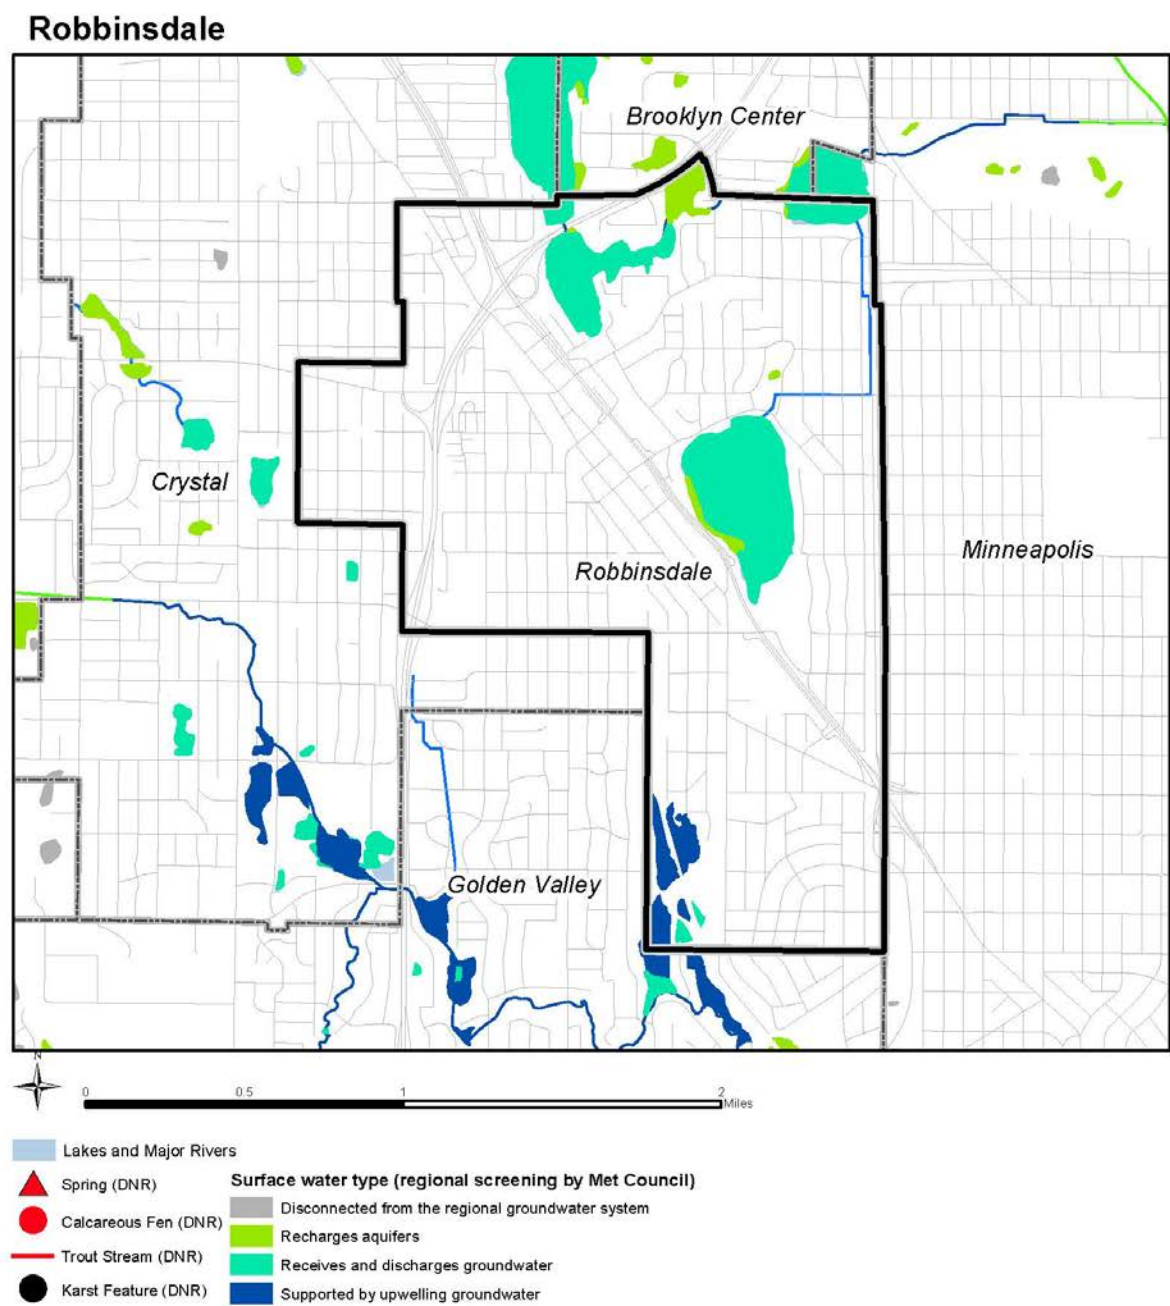 Robbinsdale
Brooklyn Center
Crystal
Minneapolis
Robbinsdale
Golden Valley
N
0 0.5 1 2
Miles
Lakes and Major Rivers
Spring (DNR)
Calcareous Fen (DNR)
Trout Stream (DNR)
Karst Feature (DNR)
Surface water type (regional screening by Met Council)
Disconnected from the regional groundwater system
Recharges aquifers
Receives and discharges groundwater
Supported by upwelling groundwater